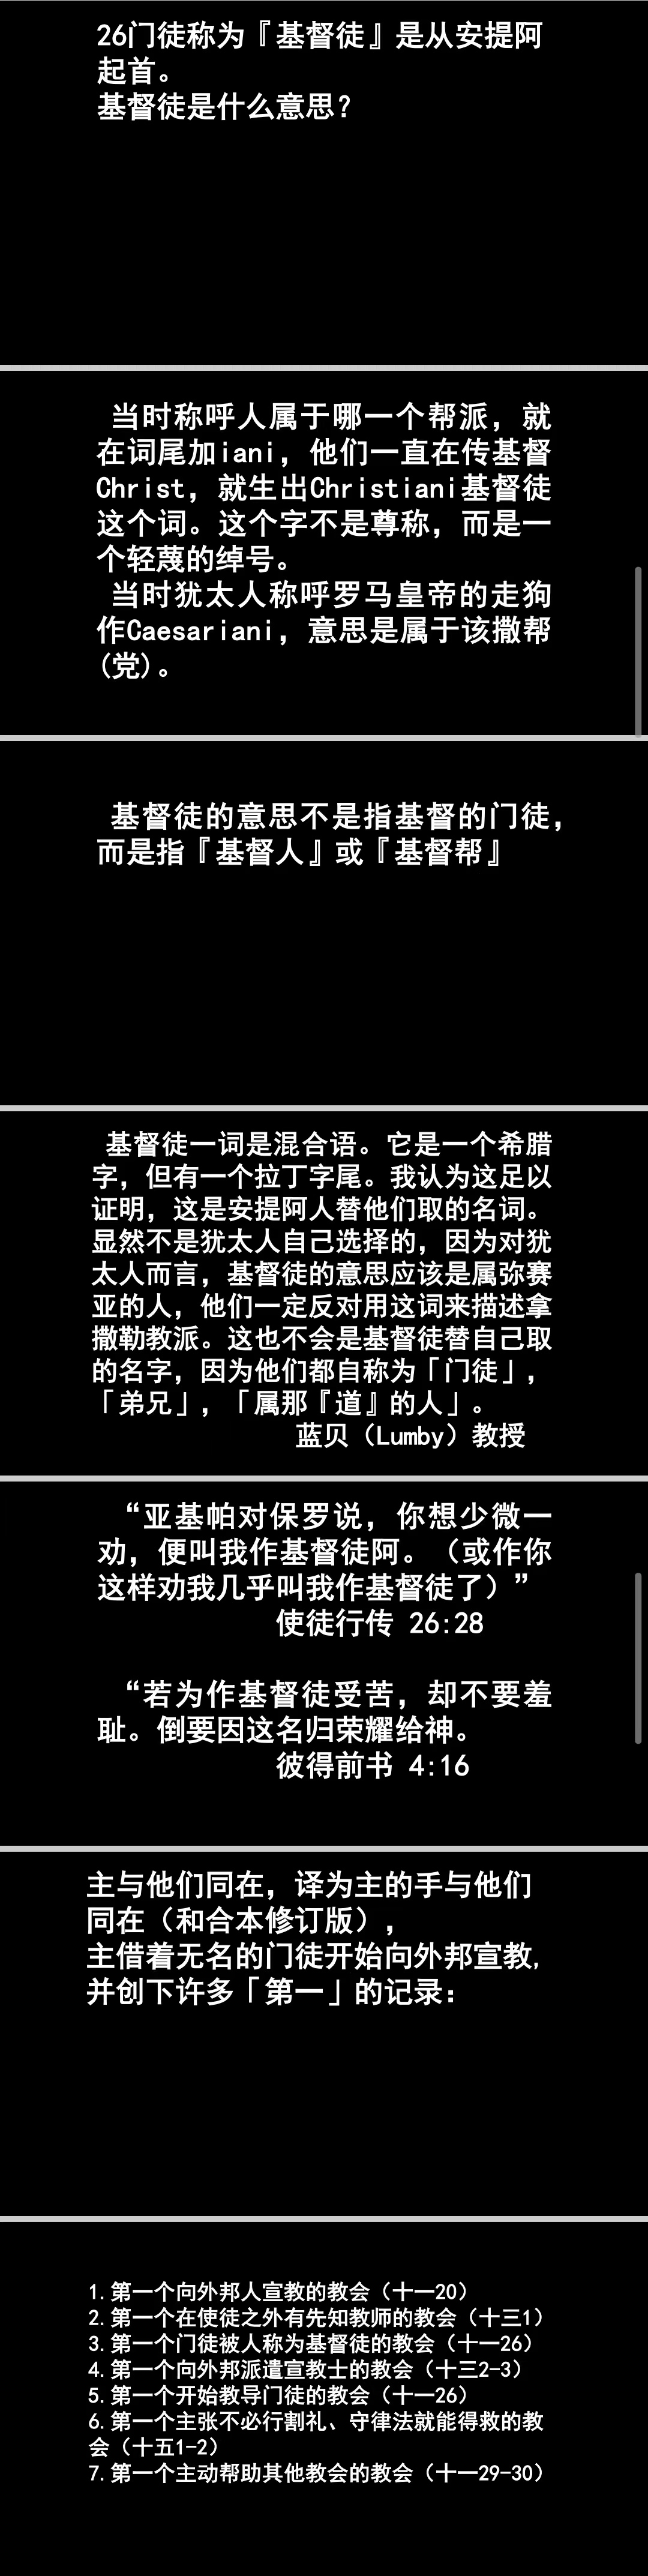 26门徒称为『基督徒』是从安提阿
起首。
基督徒是什么意思？
当时称呼人属于哪一个帮派，就
在词尾加iani，他们一直在传基督
Christ，就生出Christiani基督徒
这个词。这个字不是尊称，而是一
个轻蔑的绰号。
当时犹太人称呼罗马皇帝的走狗
作Caesariani，意思是属于该撒帮
(党)。
基督徒的意思不是指基督的门徒，
而是指『基督人』或『基督帮』
基督徒一词是混合语。它是一个希腊
字，但有一个拉丁字尾。我认为这足以
证明，这是安提阿人替他们取的名词。
显然不是犹太人自己选择的，因为对犹
太人而言，基督徒的意思应该是属弥赛
亚的人，他们一定反对用这词来描述拿
撒勒教派。这也不会是基督徒替自己取
的名字，因为他们都自称为「门徒」，
「弟兄」，「属那『道』的人」。
蓝贝（Lumby）教授
“亚基帕对保罗说，你想少微一
劝，便叫我作基督徒阿。（或作你
这样劝我几乎叫我作基督徒了）”
使徒行传 26:28
“若为作基督徒受苦，却不要羞
耻。倒要因这名归荣耀给神。
彼得前书 4:16
主与他们同在，译为主的手与他们
同在（和合本修订版），
主借着无名的门徒开始向外邦宣教,
并创下许多「第一」的记录：
1.第一个向外邦人宣教的教会（十一20）
2.第一个在使徒之外有先知教师的教会（十三1）
3.第一个门徒被人称为基督徒的教会（十一26）
4.第一个向外邦派遣宣教士的教会（十三2-3）
5.第一个开始教导门徒的教会（十一26）
6.第一个主张不必行割礼、守律法就能得救的教
会（十五1-2）
7.第一个主动帮助其他教会的教会（十一29-30）